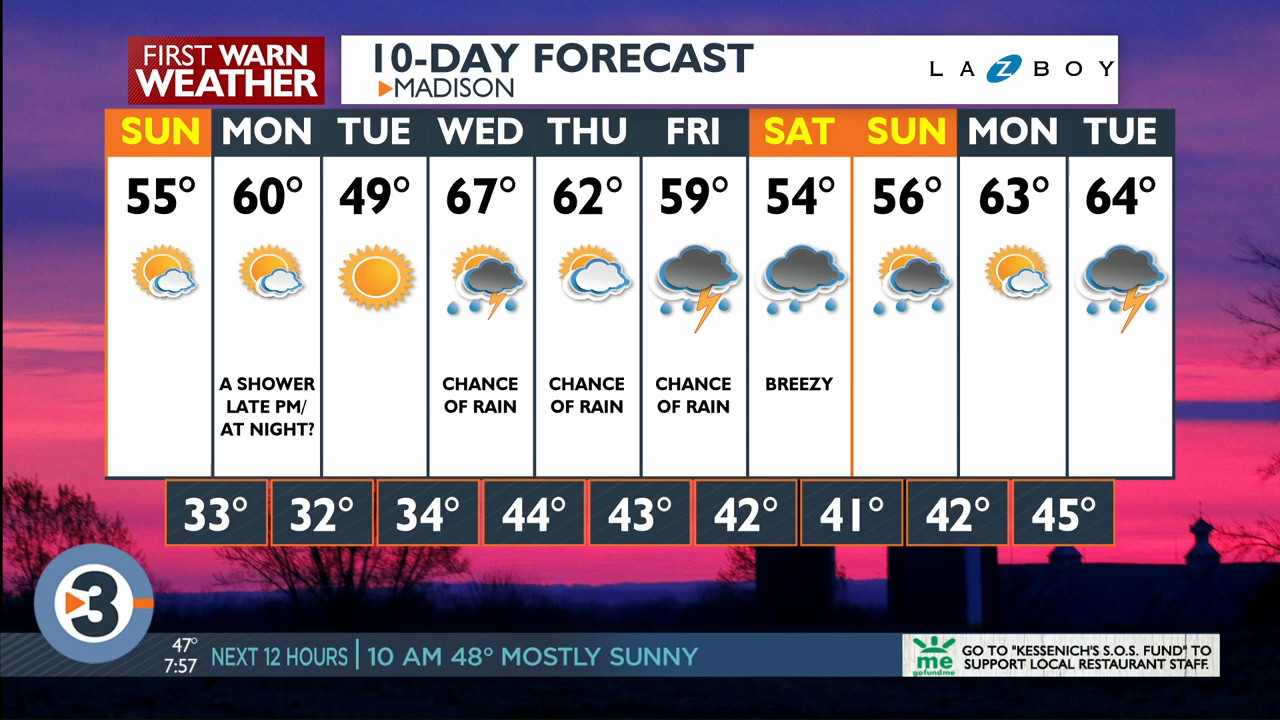 FIRST WARN
WEATHER
10-DAY FORECAST
MADISON
LAZBOY
SUN MON TUE WED THU FRI SAT SUN MON TUE
55° 60° 49° 67° 62° 59° 54° 56° 63° 64°
A SHOWER
LATE PM/
AT NIGHT?
CHANCE
OF RAIN
CHANCE
OF RAIN
CHANCE
OF RAIN
BREEZY
33° 32° 34° 44° 43° 42° 41° 42° 45°
3
47°
7:57
NEXT 12 HOURS | 10 AM 48° MOSTLY SUNNY
me
gofundme
GO TO "KESSENICH'S S.O.S. FUND" TO
SUPPORT LOCAL RESTAURANT STAFF.